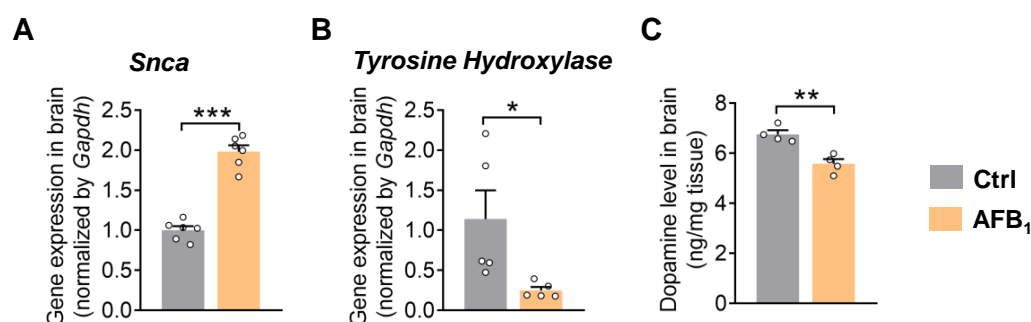 A
Snca
Gene expression in brain
(normalized by Gapdh)
2.5
2.0
1.5
1.0
0.5
0.0
***
B
Tyrosine Hydroxylase
Gene expression in brain
(normalized by Gapdh)
2.5
2.0
1.5
1.0
0.5
0.0
*
C
Dopamine level in brain
(ng/mg tissue)
8
6
4
2
0
**
Ctrl
AFB₁